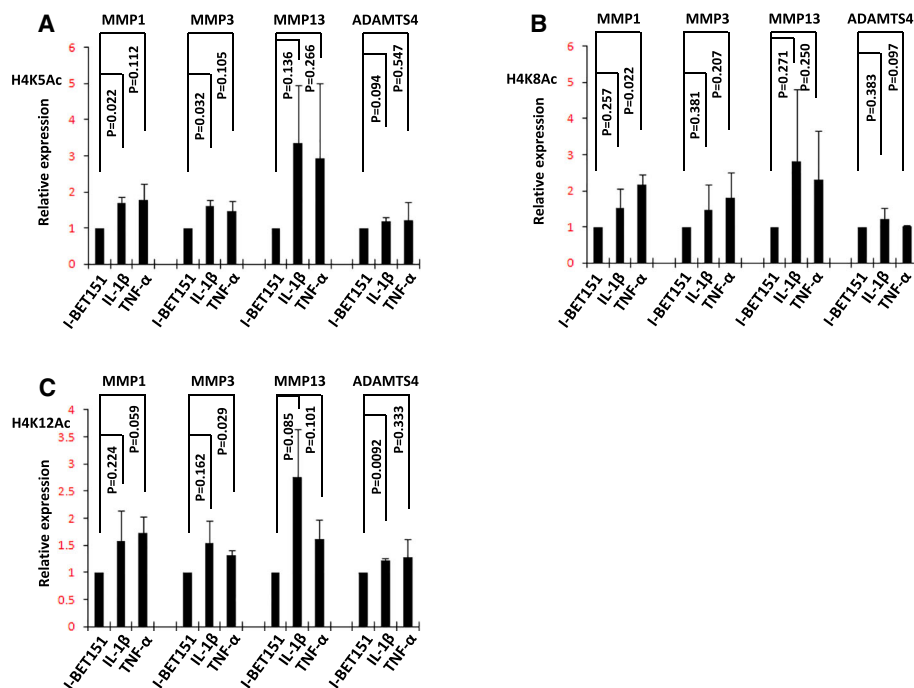 A
MMP1 MMP3 MMP13 ADAMTS4
H4K5Ac
Relative expression
6
5
4
3
2
1
0
P=0.022
P=0.112
P=0.032
P=0.105
P=0.136
P=0.266
P=0.094
P=0.547
I-BET151 IL-1β TNF-α I-BET151 IL-1β TNF-α I-BET151 IL-1β TNF-α I-BET151 IL-1β TNF-α
B
MMP1 MMP3 MMP13 ADAMTS4
H4K8Ac
Relative expression
6
5
4
3
2
1
0
P=0.257
P=0.022
P=0.381
P=0.207
P=0.271
P=0.250
P=0.383
P=0.097
I-BET151 IL-1β TNF-α I-BET151 IL-1β TNF-α I-BET151 IL-1β TNF-α I-BET151 IL-1β TNF-α
C
MMP1 MMP3 MMP13 ADAMTS4
H4K12Ac
Relative expression
4
3.5
3
2.5
2
1.5
1
0.5
0
P=0.224
P=0.059
P=0.162
P=0.029
P=0.085
P=0.101
P=0.0092
P=0.333
I-BET151 IL-1β TNF-α I-BET151 IL-1β TNF-α I-BET151 IL-1β TNF-α I-BET151 IL-1β TNF-α